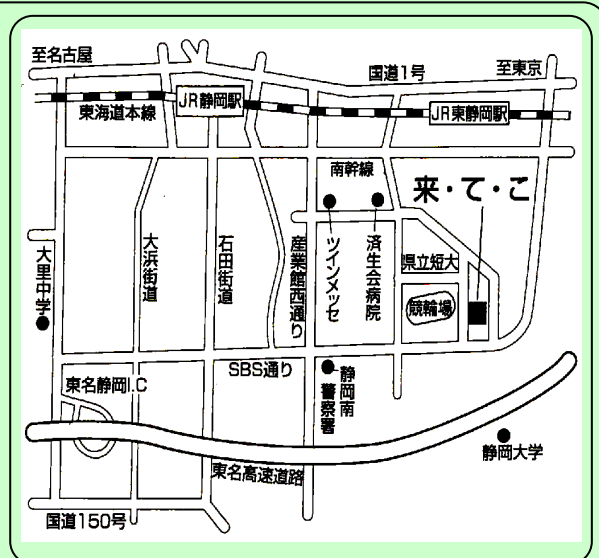 至名古屋
国道1号
至東京
JR静岡駅
東海道本線
JR東静岡駅
南幹線
来・て・こ
大里中学
大浜街道
石田街道
産業館西通り
ツインメッセ
済生会病院
県立短大
競輪場
SBS通り
静岡南
警察署
東名静岡I.C
静岡大学
東名高速道路
国道150号